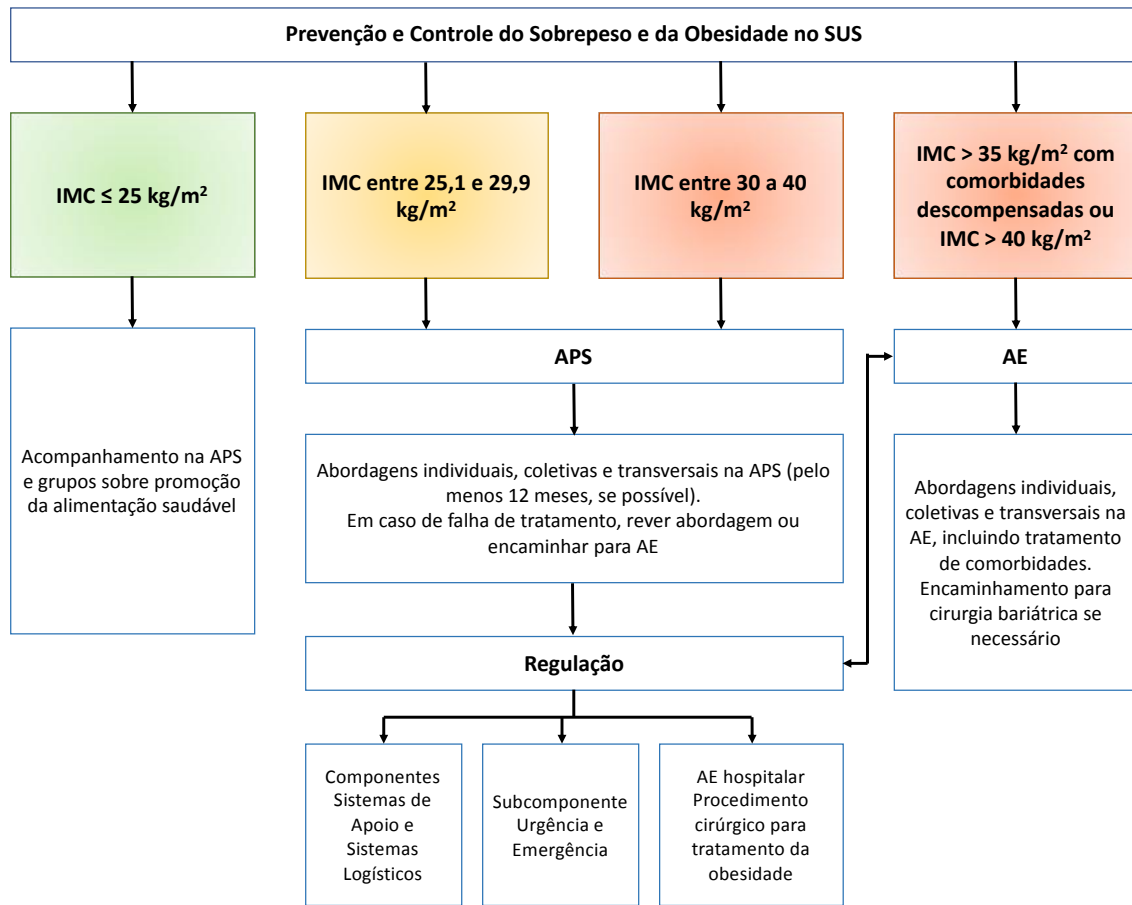 Prevenção e Controle do Sobrepeso e da Obesidade no SUS
IMC ≤ 25 kg/m²
IMC entre 25,1 e 29,9
kg/m²
IMC entre 30 a 40
kg/m²
IMC > 35 kg/m² com
comorbidades
descompensadas ou
IMC > 40 kg/m²
APS
AE
Acompanhamento na APS
e grupos sobre promoção
da alimentação saudável
Abordagens individuais, coletivas e transversais na APS (pelo
menos 12 meses, se possível).
Em caso de falha de tratamento, rever abordagem ou
encaminhar para AE
Abordagens individuais,
coletivas e transversais na
AE, incluindo tratamento
de comorbidades.
Encaminhamento para
cirurgia bariátrica se
necessário
Regulação
Componentes
Sistemas de
Apoio e
Sistemas
Logísticos
Subcomponente
Urgência e
Emergência
AE hospitalar
Procedimento
cirúrgico para
tratamento da
obesidade